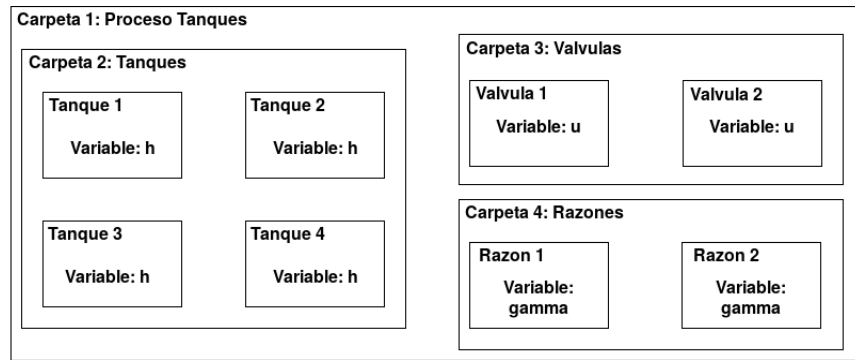 Carpeta 1: Proceso Tanques
Carpeta 2: Tanques
Tanque 1
Variable: h
Tanque 2
Variable: h
Tanque 3
Variable: h
Tanque 4
Variable: h
Carpeta 3: Valvulas
Valvula 1
Variable: u
Valvula 2
Variable: u
Carpeta 4: Razones
Razon 1
Variable:
gamma
Razon 2
Variable:
gamma